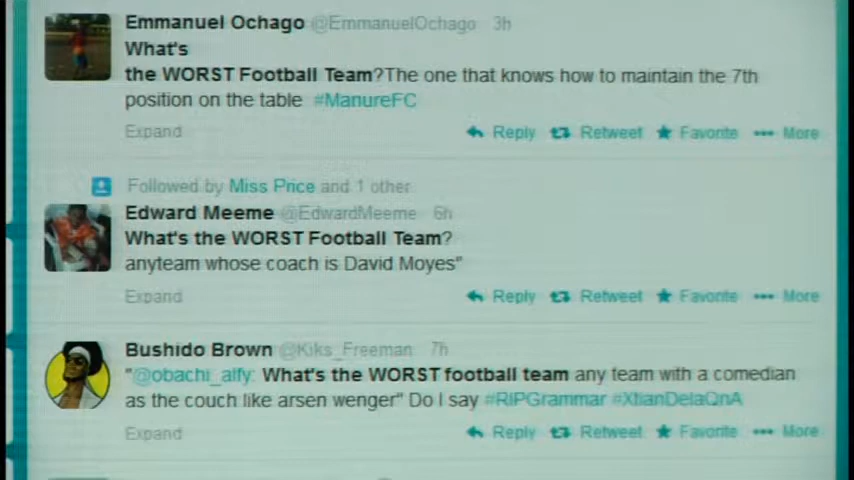 Emmanuel Ochago @EmmanuelOchago 3h
What's
the WORST Football Team?The one that knows how to maintain the 7th
position on the table #ManureFC
Expand
Reply Retweet Favorite More
Followed by Miss Price and 1 other
Edward Meeme @EdwardMeeme 6h
What's the WORST Football Team?
anyteam whose coach is David Moyes"
Expand
Reply Retweet Favorite More
Bushido Brown @Kiks_Freeman 7h
"@obachi_alfy: What's the WORST football team any team with a comedian
as the couch like arsen wenger" Do I say #RIPGrammar #XtianDelaQnA
Expand
Reply Retweet Favorite More